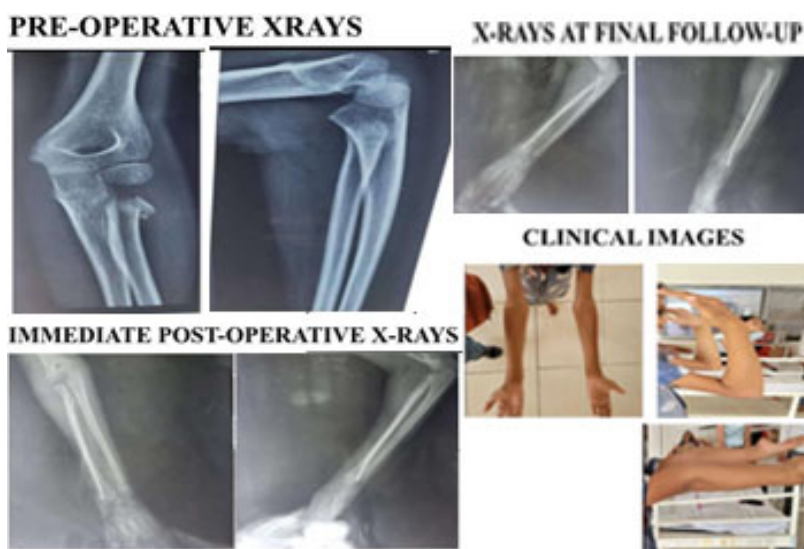 PRE-OPERATIVE XRAYS
X-RAYS AT FINAL FOLLOW-UP
CLINICAL IMAGES
IMMEDIATE POST-OPERATIVE X-RAYS